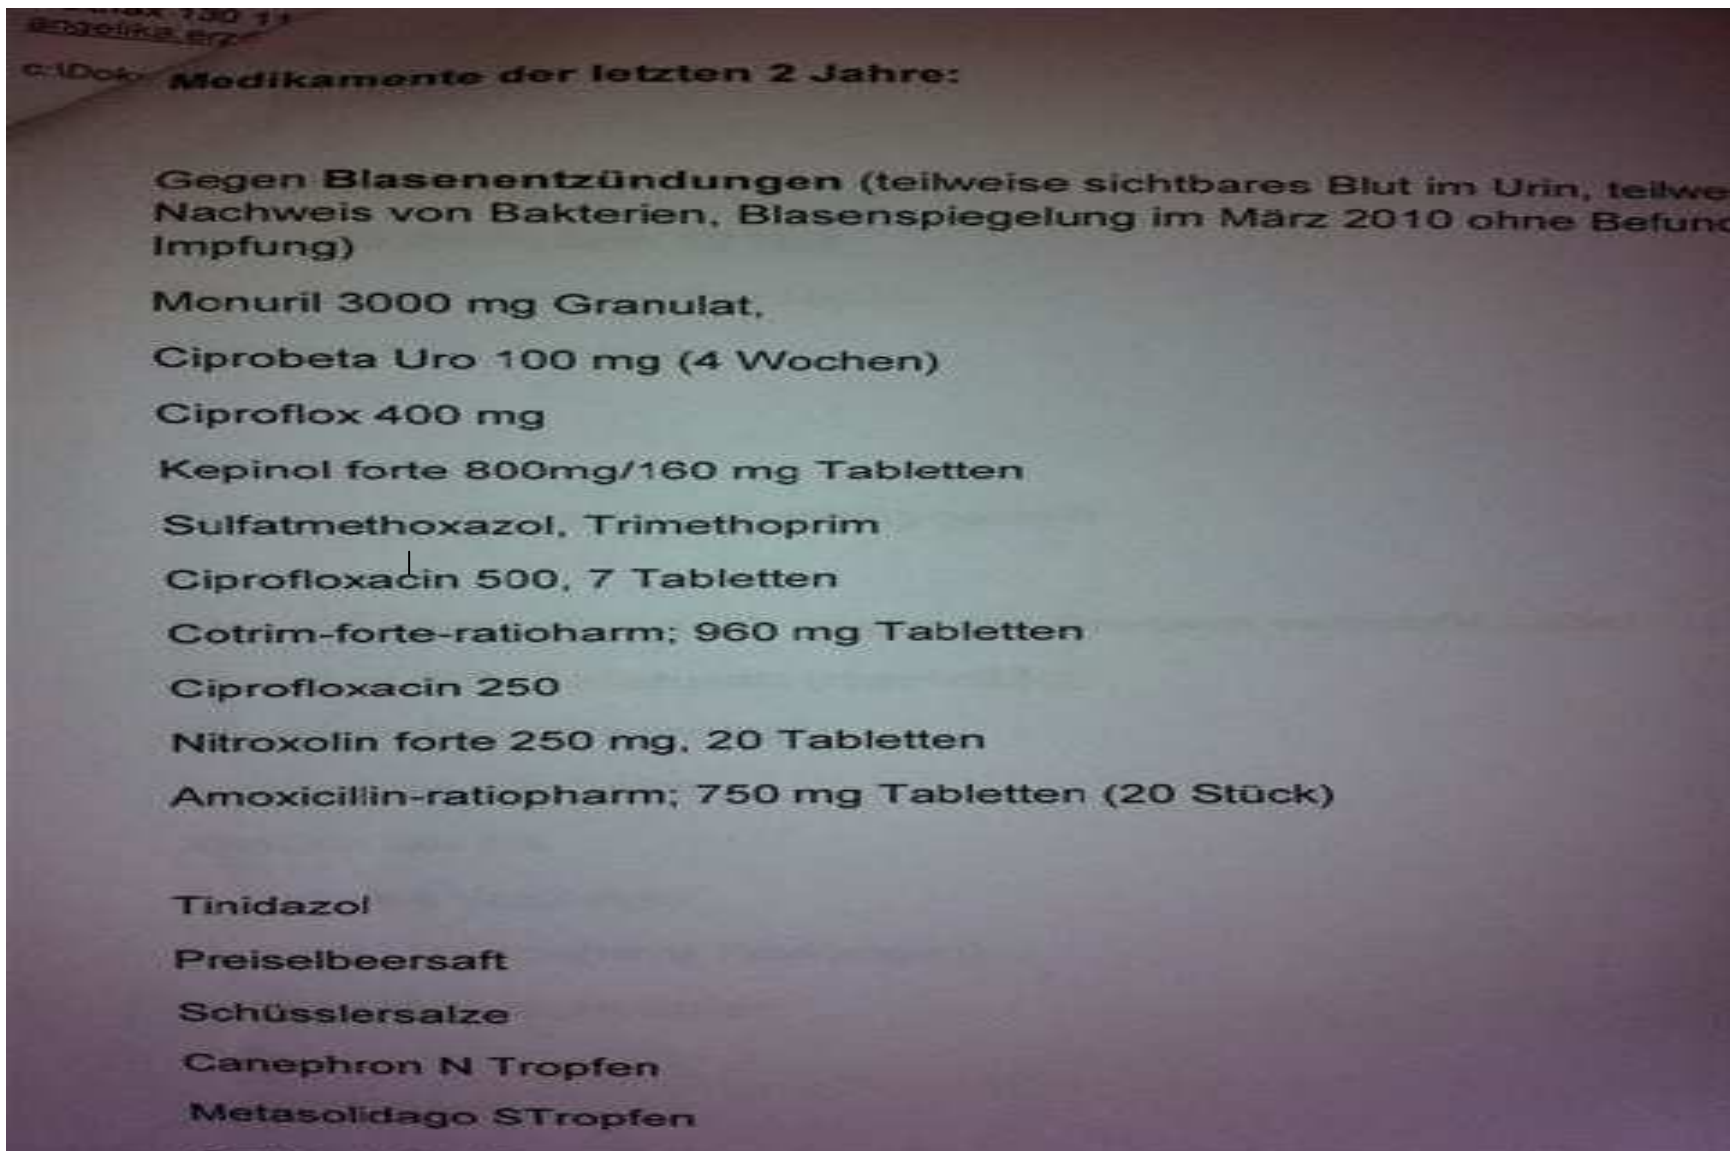 130 11
angelika.erz
Medikamente der letzten 2 Jahre:
Gegen Blasenentzündungen (teilweise sichtbares Blut im Urin, teilwe
Nachweis von Bakterien, Blasenspiegelung im März 2010 ohne Befund
Impfung)
Monuril 3000 mg Granulat,
Ciprobeta Uro 100 mg (4 Wochen)
Ciproflox 400 mg
Kepinol forte 800mg/160 mg Tabletten
Sulfatmethoxazol, Trimethoprim
Ciprofloxacin 500, 7 Tabletten
Cotrim-forte-ratioharm; 960 mg Tabletten
Ciprofloxacin 250
Nitroxolin forte 250 mg, 20 Tabletten
Amoxicillin-ratiopharm; 750 mg Tabletten (20 Stück)
Tinidazol
Preiselbeersaft
Schüsslersalze
Canephron N Tropfen
Metasolidago STropfen